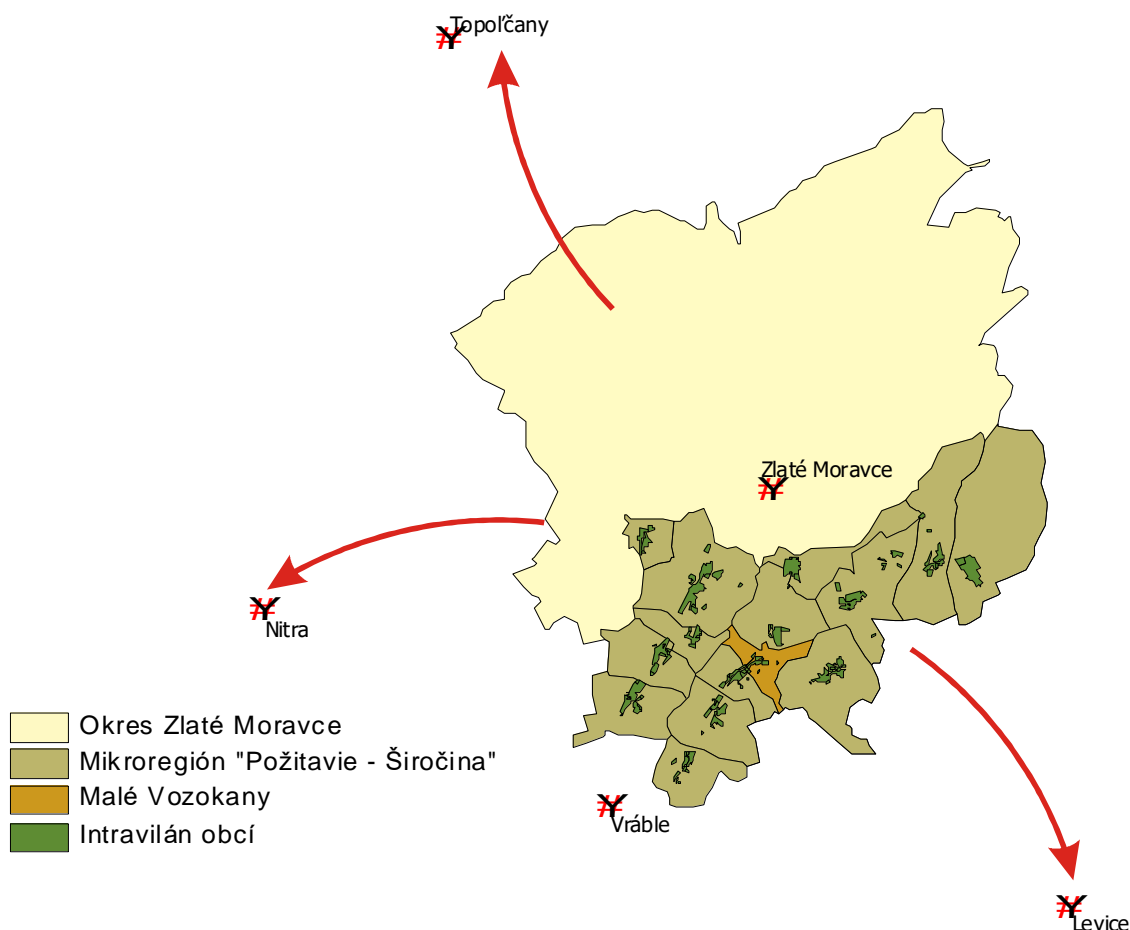 Topoľčany
Zlaté Moravce
Nitra
Okres Zlaté Moravce
Mikroregión "Požitavie - Širočina"
Malé Vozokany
Intravilán obcí
Vráble
Levice